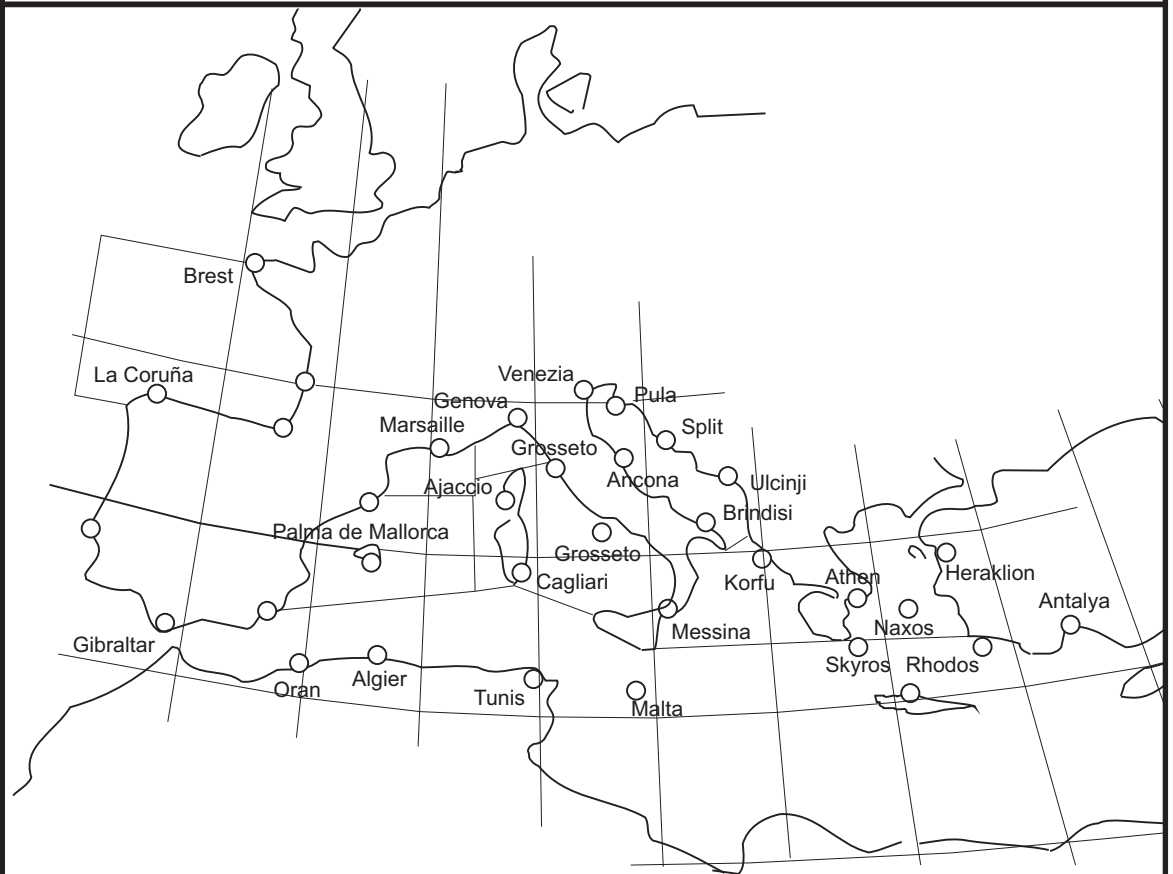 Brest
La Coruña
Venezia
Genova
Pula
Marsaille
Split
Grosseto
Ajaccio
Ancona
Ulcinji
Brindisi
Palma de Mallorca
Grosseto
Cagliari
Korfu
Athen
Heraklion
Antalya
Naxos
Messina
Gibraltar
Skyros
Rhodos
Algier
Oran
Tunis
Malta